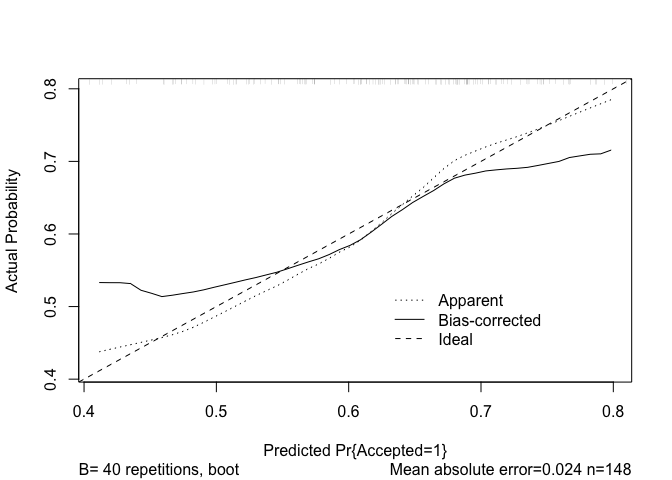 0.8
0.7
0.6
0.5
0.4
Actual Probability
Apparent
Bias-corrected
Ideal
0.4 0.5 0.6 0.7 0.8
Predicted Pr{Accepted=1}
B= 40 repetitions, boot Mean absolute error=0.024 n=148